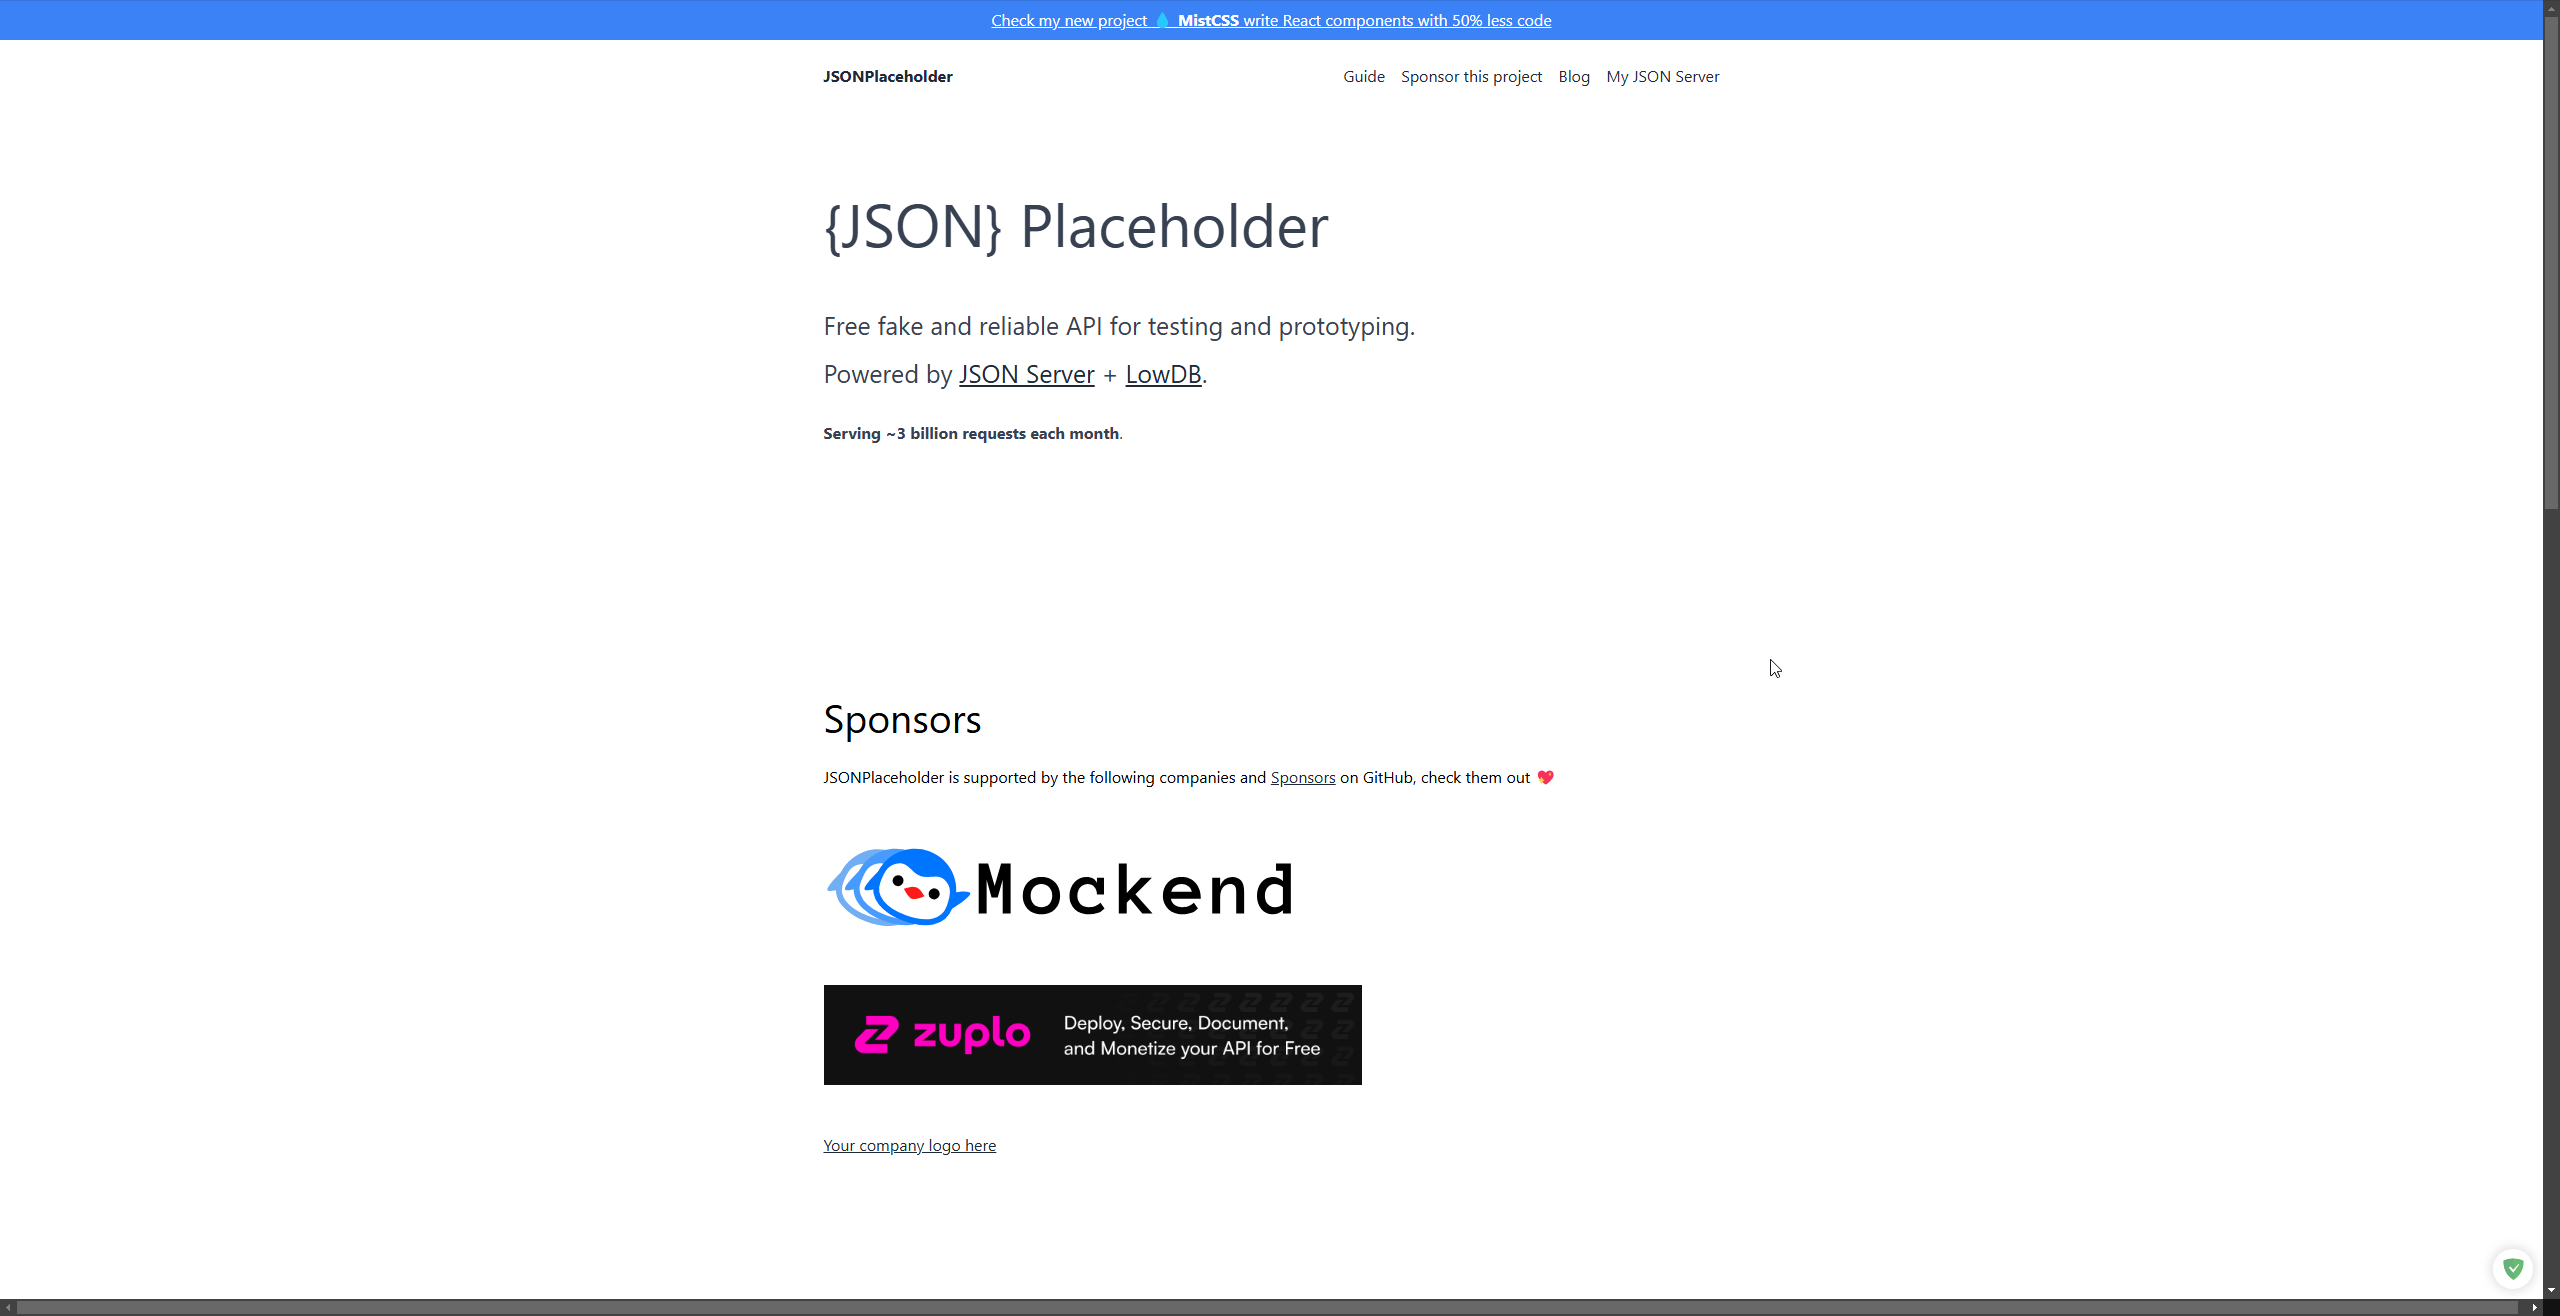 Check my new project 💧 MistCSS write React components with 50% less code
JSONPlaceholder
Guide Sponsor this project Blog My JSON Server
{JSON} Placeholder
Free fake and reliable API for testing and prototyping.
Powered by JSON Server + LowDB.
Serving ~3 billion requests each month.
Sponsors
JSONPlaceholder is supported by the following companies and Sponsors on GitHub, check them out 💖
Mockend
zuplo
Deploy, Secure, Document,
and Monetize your API for Free
Your company logo here